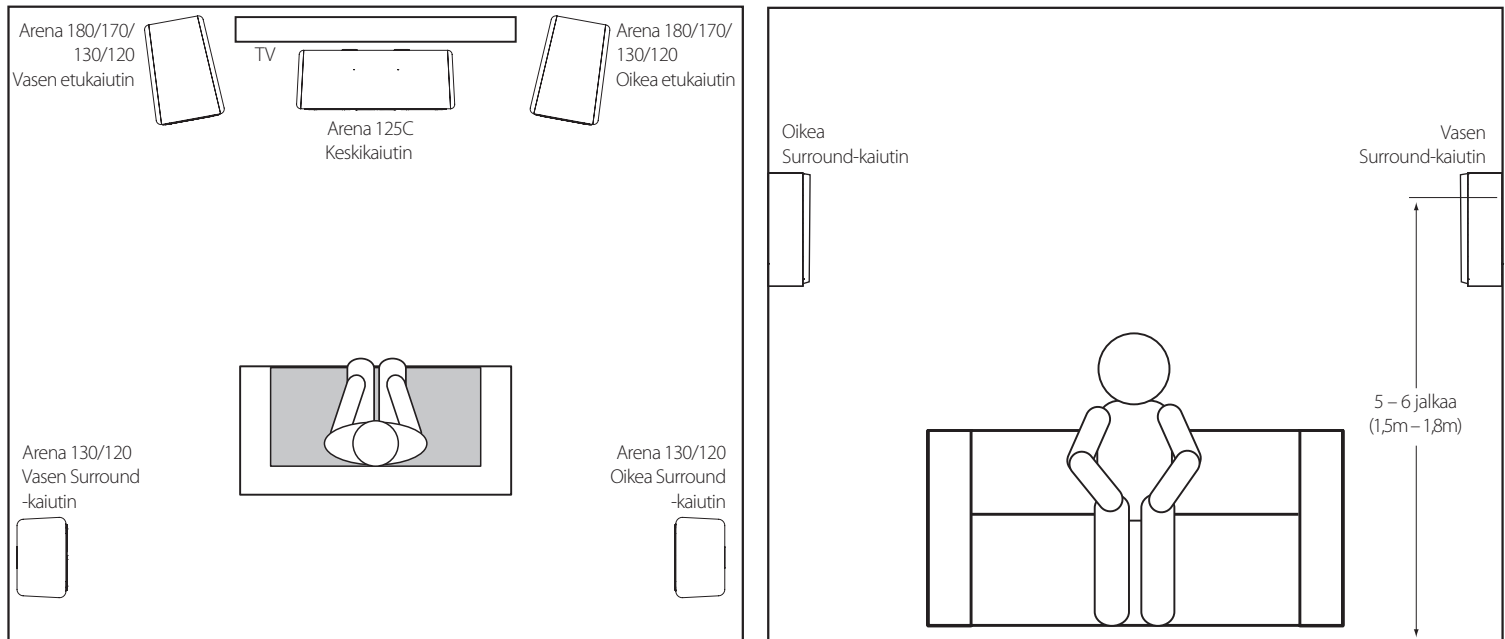 Arena 180/170/
130/120
Vasen etukaiutin
TV
Arena 180/170/
130/120
Oikea etukaiutin
Arena 125C
Keskikaiutin
Arena 130/120
Vasen Surround
-kaiutin
Arena 130/120
Oikea Surround
-kaiutin
Oikea
Surround-kaiutin
Vasen
Surround-kaiutin
5 – 6 jalkaa
(1,5m – 1,8m)